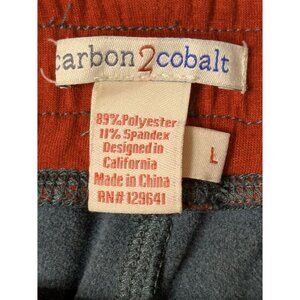 carbon2cobalt
89%Polyester
11% Spandex
Designed in
California
Made in China
RN#129641
L